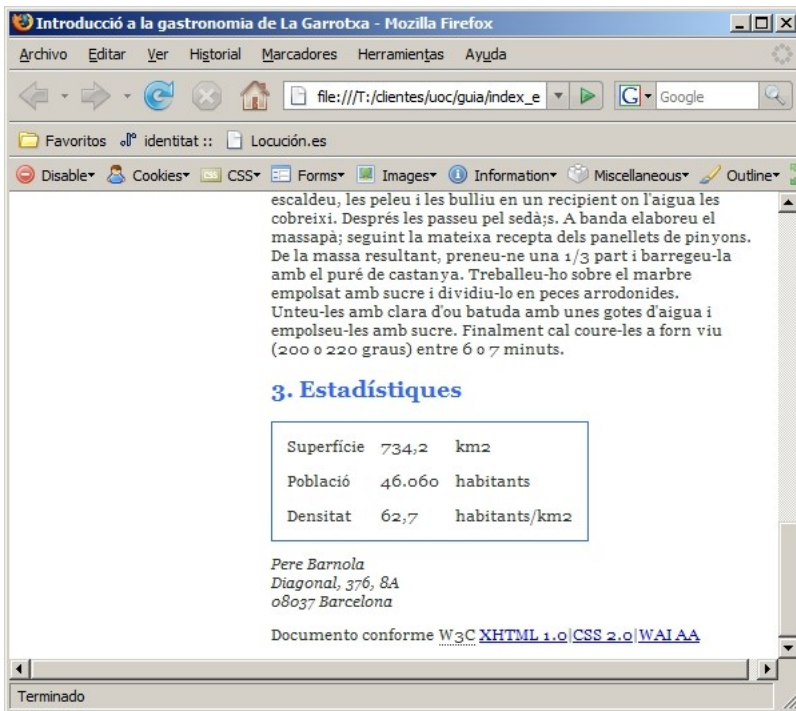 Introducció a la gastronomia de La Garrotxa - Mozilla Firefox
Archivo Editar Ver Historial Marcadores Herramientas Ayuda
file:///T:/clientes/uoc/guia/index_e G Google
Favoritos identitat :: Locución.es
Disable Cookies CSS Forms Images Information Miscellaneous Outline
escaldeu, les peleu i les bulliu en un recipient on l'aigua les
cobreixi. Després les passeu pel sedà;s. A banda elaboreu el
massapà; seguint la mateixa recepta dels panellets de pinyons.
De la massa resultant, preneu-ne una 1/3 part i barregeu-la
amb el puré de castanya. Treballeu-ho sobre el marbre
empolsat amb sucre i dividiu-lo en peces arrodonides.
Unteu-les amb clara d'ou batuda amb unes gotes d'aigua i
empolseu-les amb sucre. Finalment cal coure-les a forn viu
(200 o 220 graus) entre 6 o 7 minuts.
3. Estadístiques
Superfície 734,2 km2
Població 46.060 habitants
Densitat 62,7 habitants/km2
Pere Barnola
Diagonal, 376, 8A
08037 Barcelona
Documento conforme W3C XHTML 1.0|CSS 2.0|WAI AA
Terminado